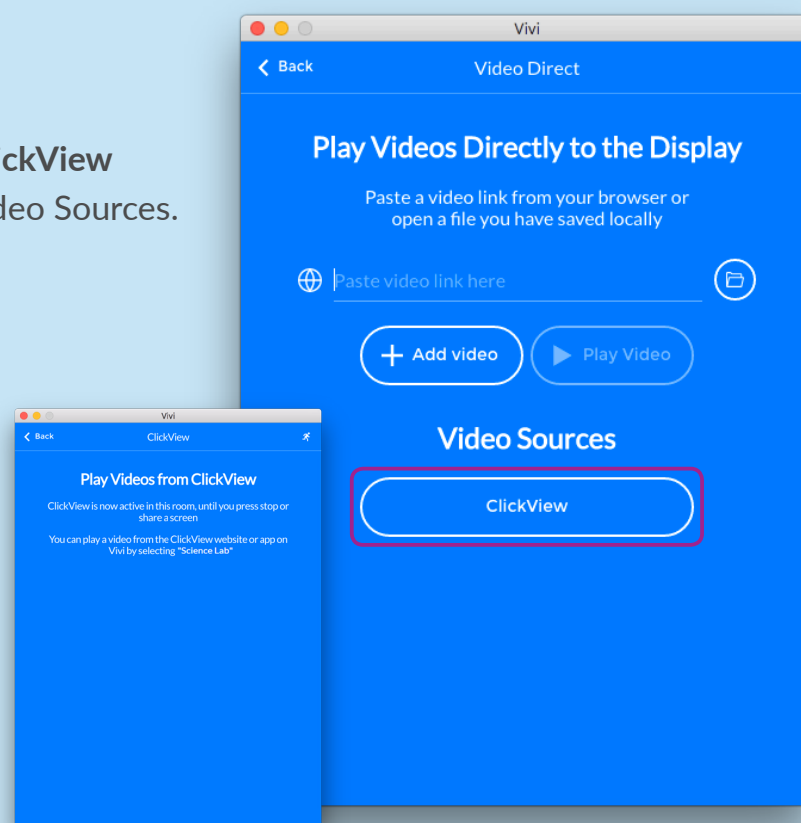 ckView
deo Sources.
Vivi
Back
Video Direct
Play Videos Directly to the Display
Paste a video link from your browser or
open a file you have saved locally
Paste video link here
Add video
Play Video
Video Sources
ClickView
Vivi
Back
ClickView
Play Videos from ClickView
ClickView is now active in this room, until you press stop or
share a screen
You can play a video from the ClickView website or app on
Vivi by selecting "Science Lab"